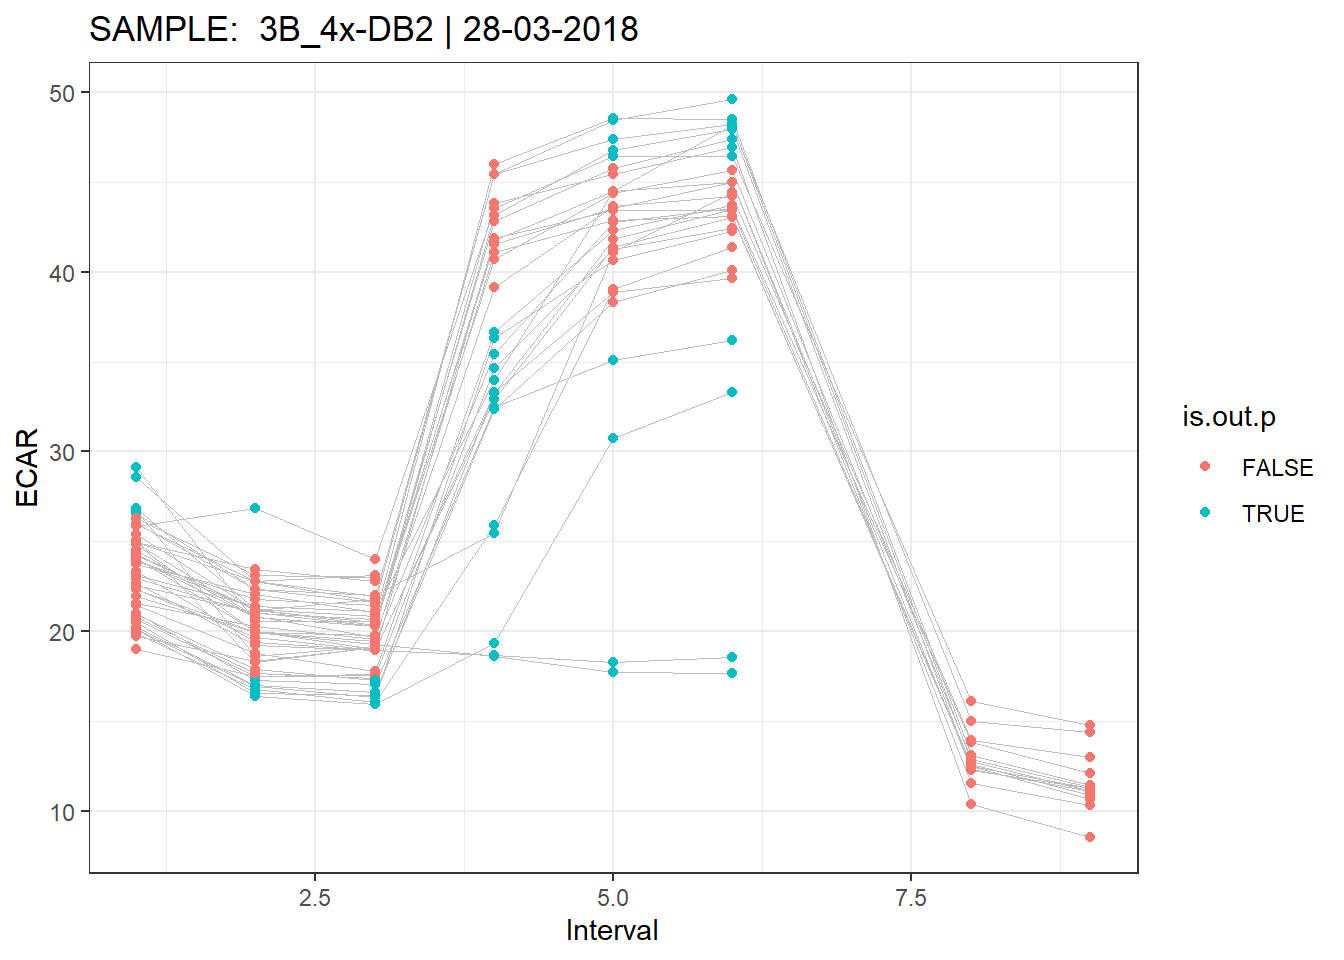 SAMPLE:  3B_4x-DB2 | 28-03-2018
50
40
30
20
10
ECAR
2.5
5.0
7.5
Interval
is.out.p
FALSE
TRUE